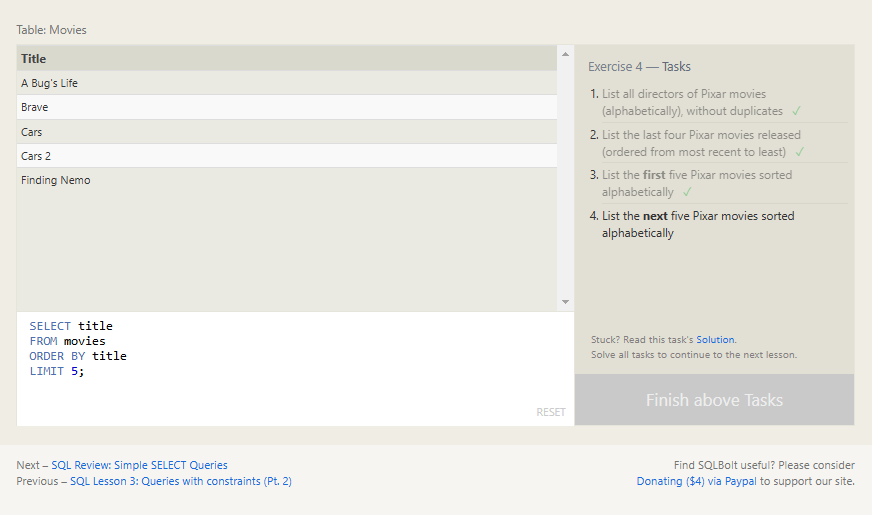 Table: Movies
Title
A Bug's Life
Brave
Cars
Cars 2
Finding Nemo
SELECT title
FROM movies
ORDER BY title
LIMIT 5;
RESET
Exercise 4 — Tasks
1. List all directors of Pixar movies
(alphabetically), without duplicates ✓
2. List the last four Pixar movies released
(ordered from most recent to least) ✓
3. List the first five Pixar movies sorted
alphabetically ✓
4. List the next five Pixar movies sorted
alphabetically
Stuck? Read this task's Solution.
Solve all tasks to continue to the next lesson.
Finish above Tasks
Next – SQL Review: Simple SELECT Queries
Previous – SQL Lesson 3: Queries with constraints (Pt. 2)
Find SQLBolt useful? Please consider
Donating ($4) via Paypal to support our site.